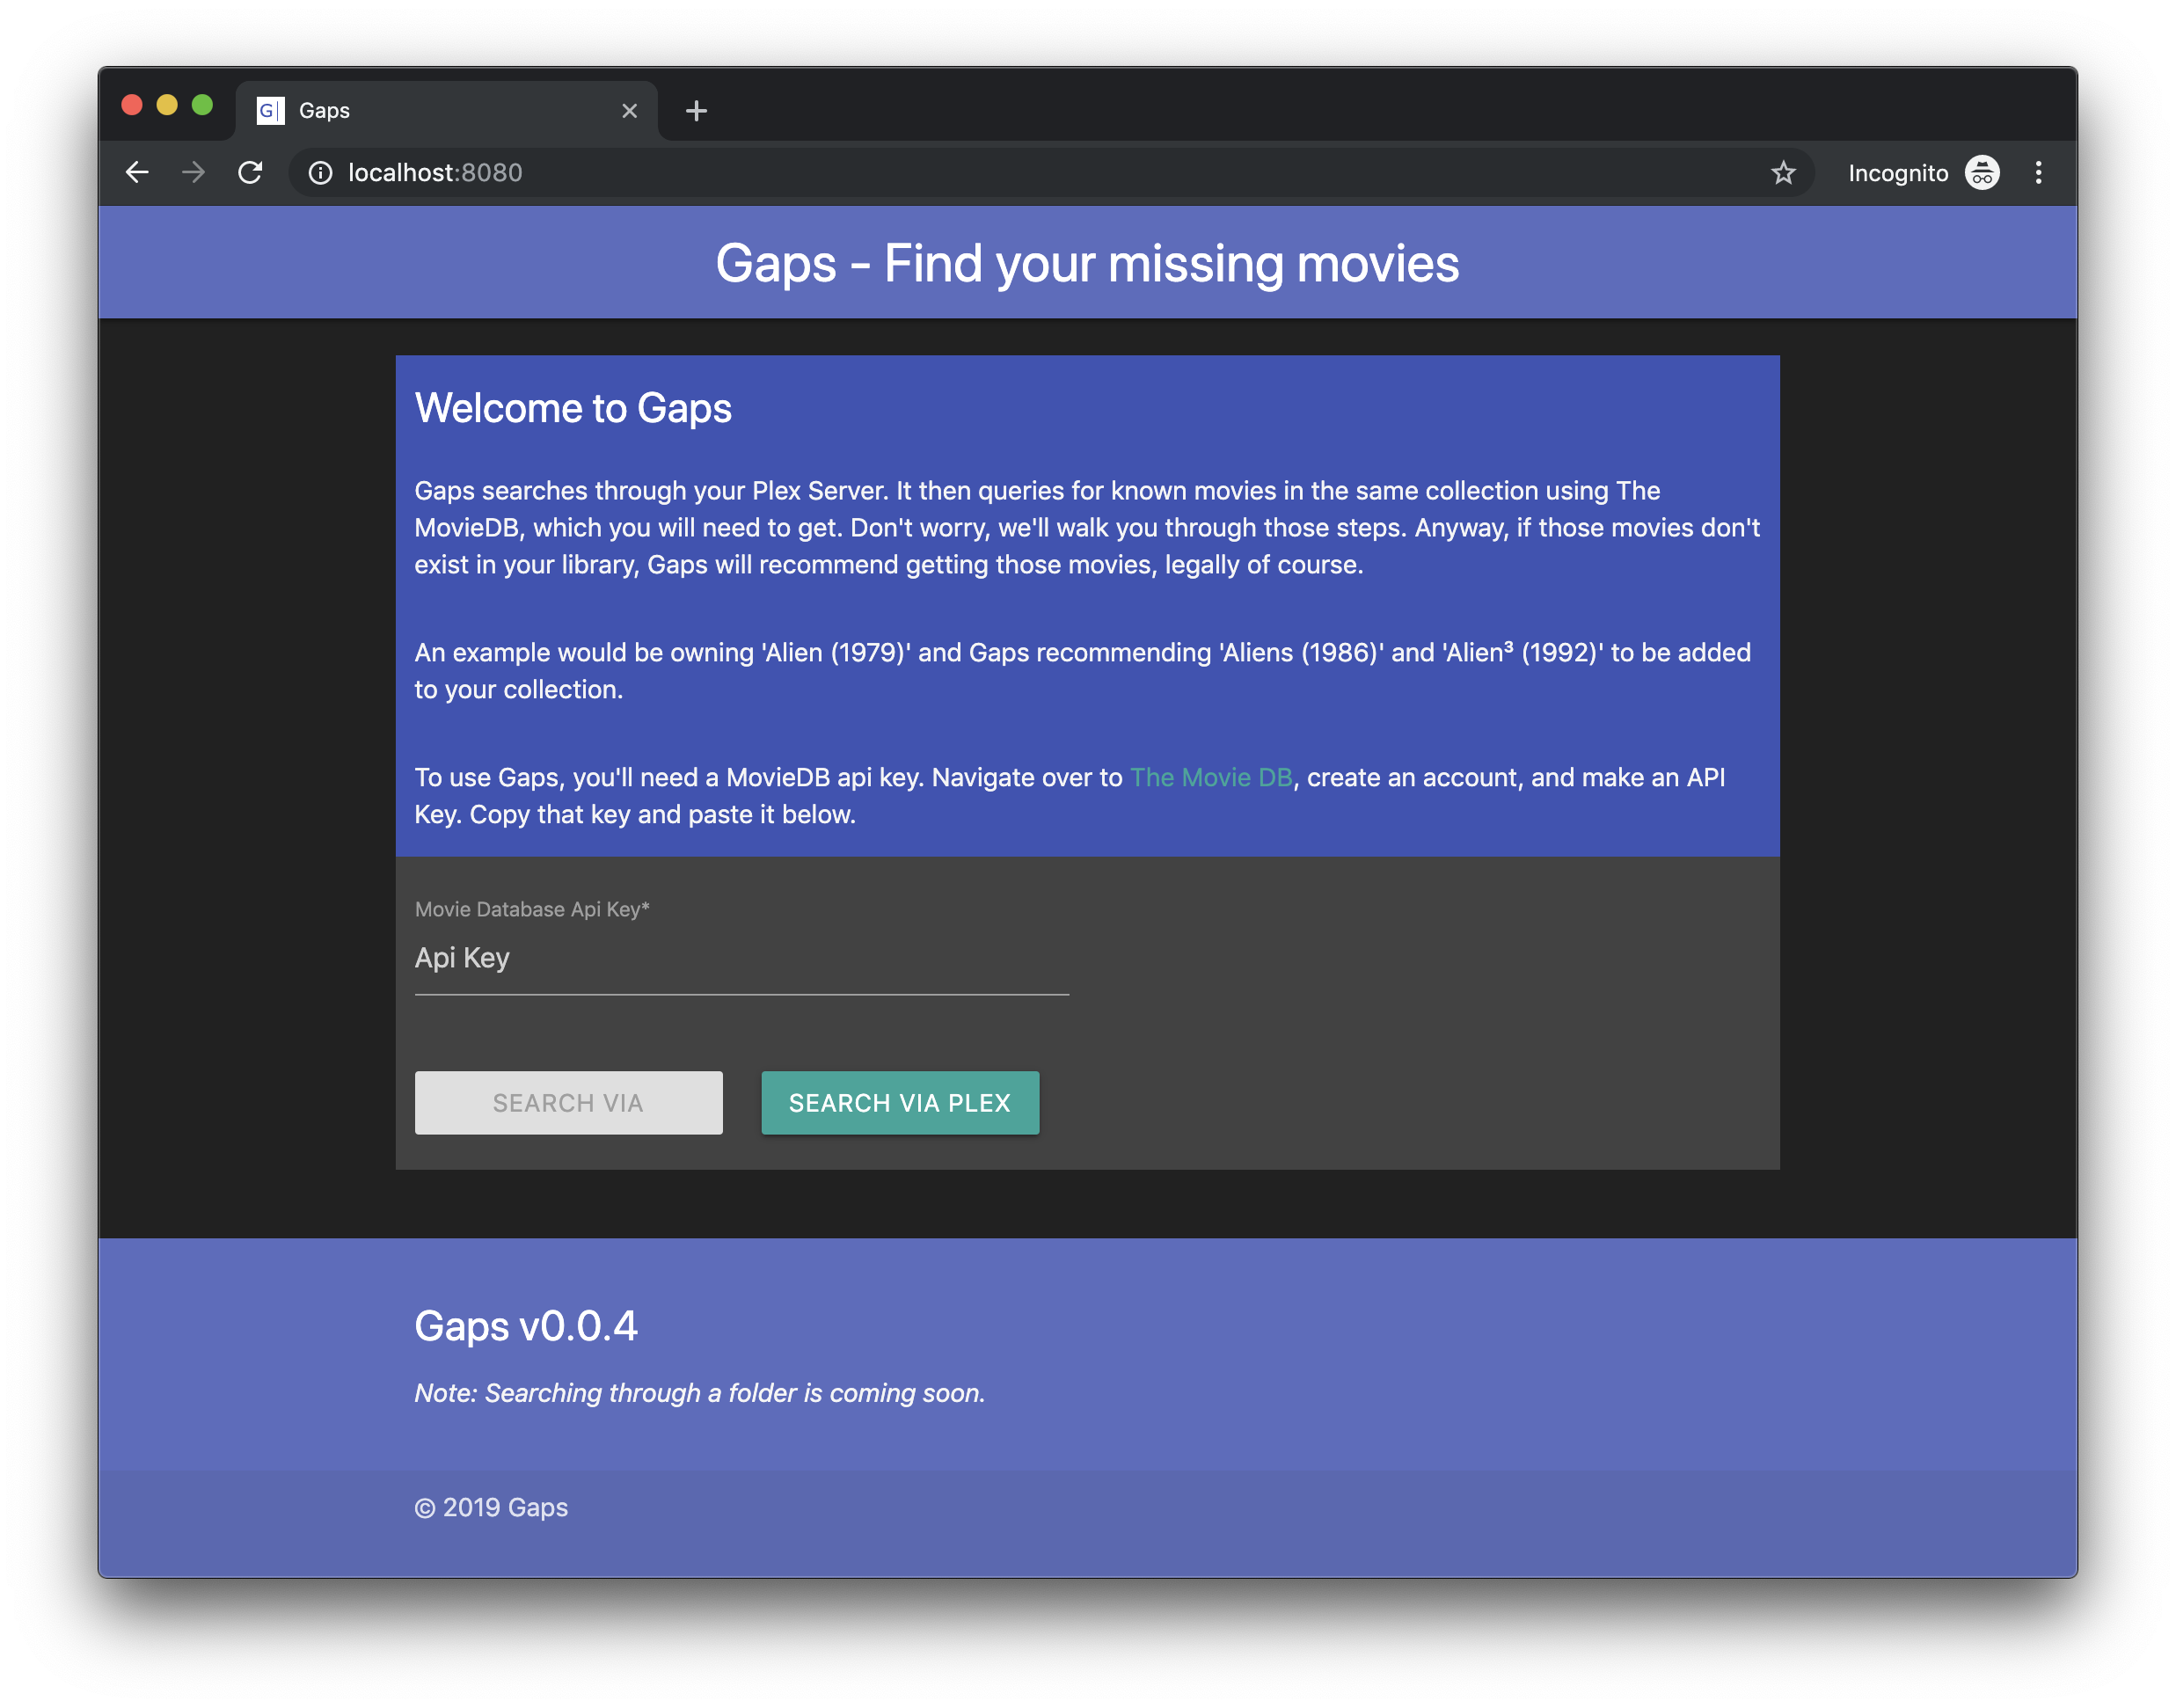 G Gaps
localhost:8080 Incognito
Gaps - Find your missing movies
Welcome to Gaps
Gaps searches through your Plex Server. It then queries for known movies in the same collection using The
MovieDB, which you will need to get. Don't worry, we'll walk you through those steps. Anyway, if those movies don't
exist in your library, Gaps will recommend getting those movies, legally of course.
An example would be owning 'Alien (1979)' and Gaps recommending 'Aliens (1986)' and 'Alien³ (1992)' to be added
to your collection.
To use Gaps, you'll need a MovieDB api key. Navigate over to The Movie DB, create an account, and make an API
Key. Copy that key and paste it below.
Movie Database Api Key*
Api Key
SEARCH VIA SEARCH VIA PLEX
Gaps v0.0.4
Note: Searching through a folder is coming soon.
© 2019 Gaps